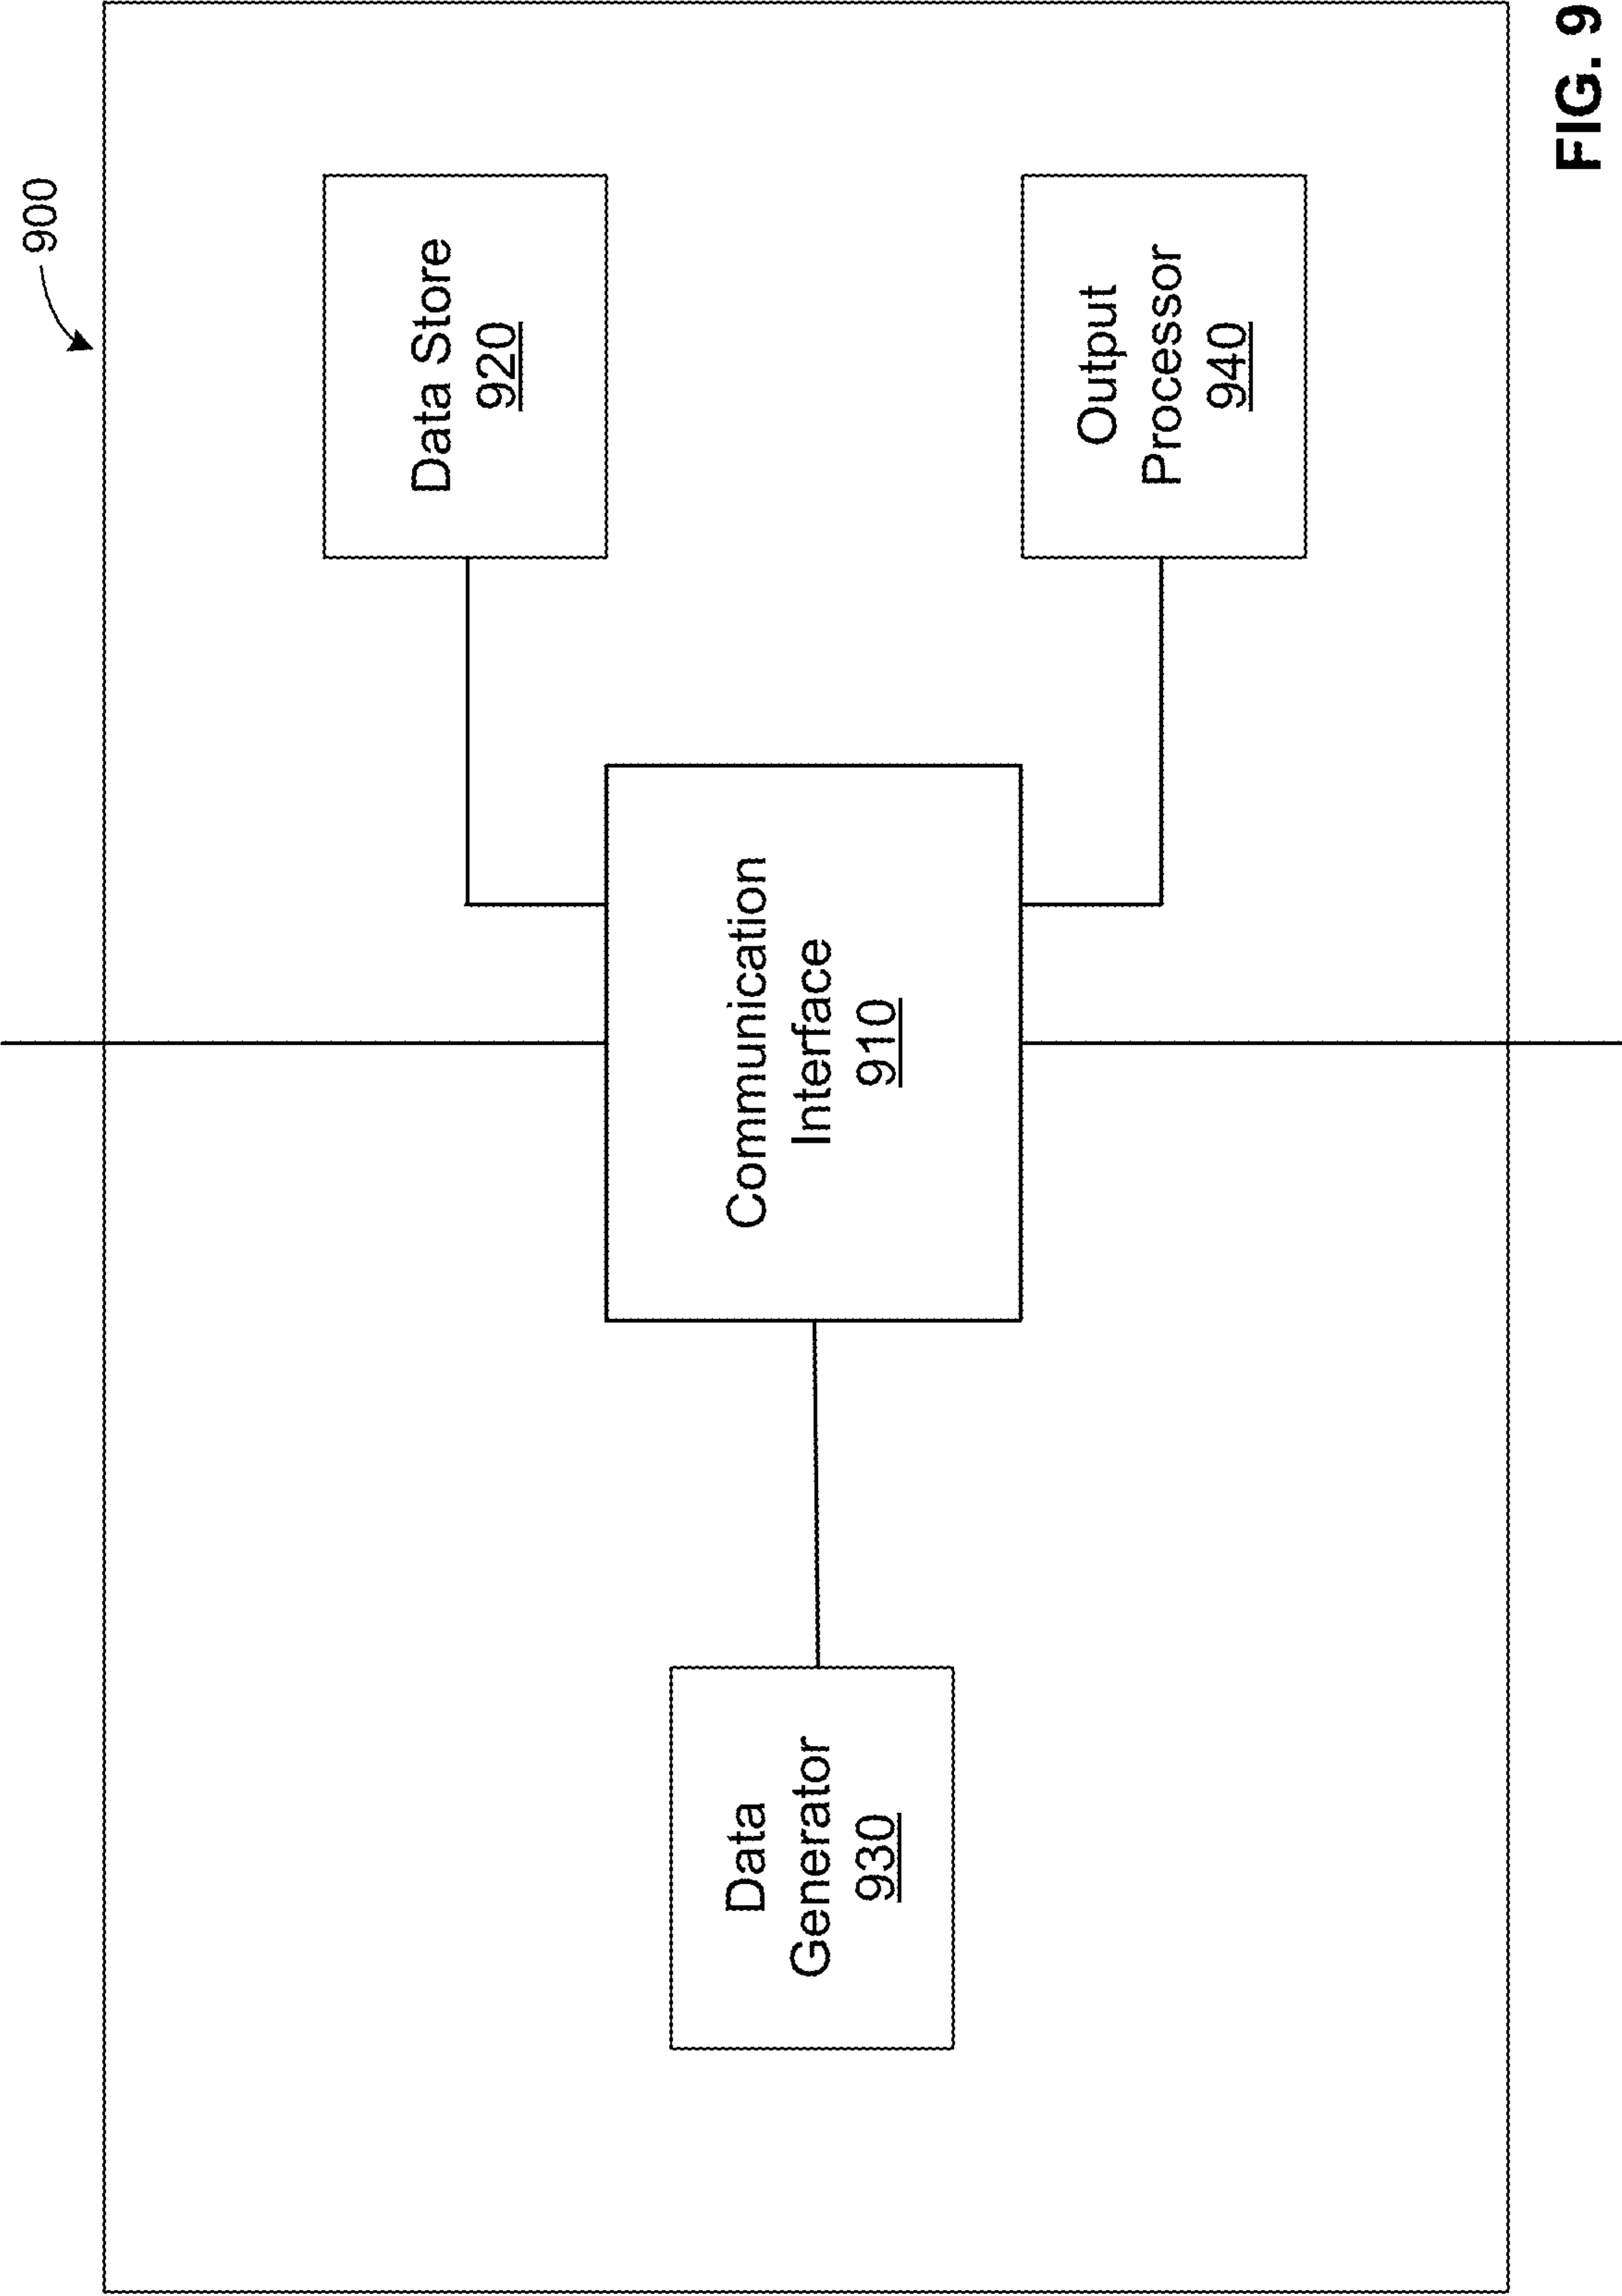 900
Data Store
920
Communication
Interface
910
Data
Generator
930
Output
Processor
940
FIG. 9